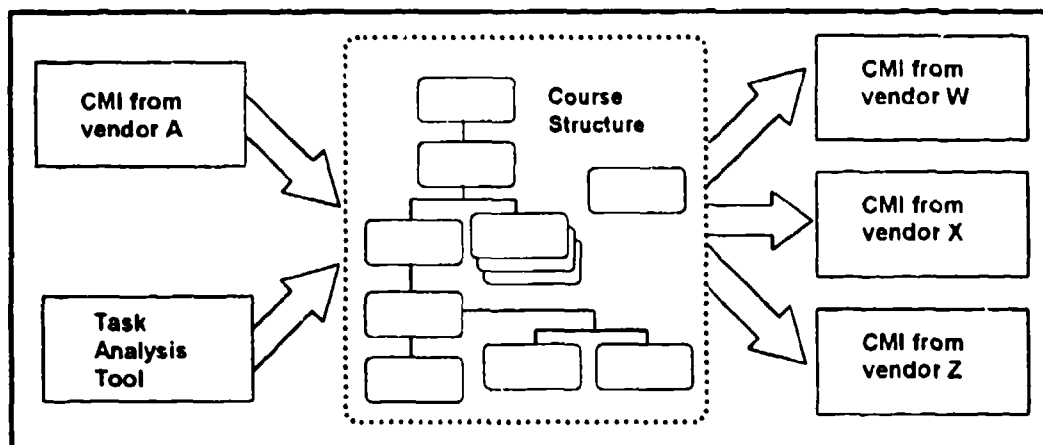 CMI from
vendor A
Task
Analysis
Tool
Course
Structure
CMI from
vendor W
CMI from
vendor X
CMI from
vendor Z